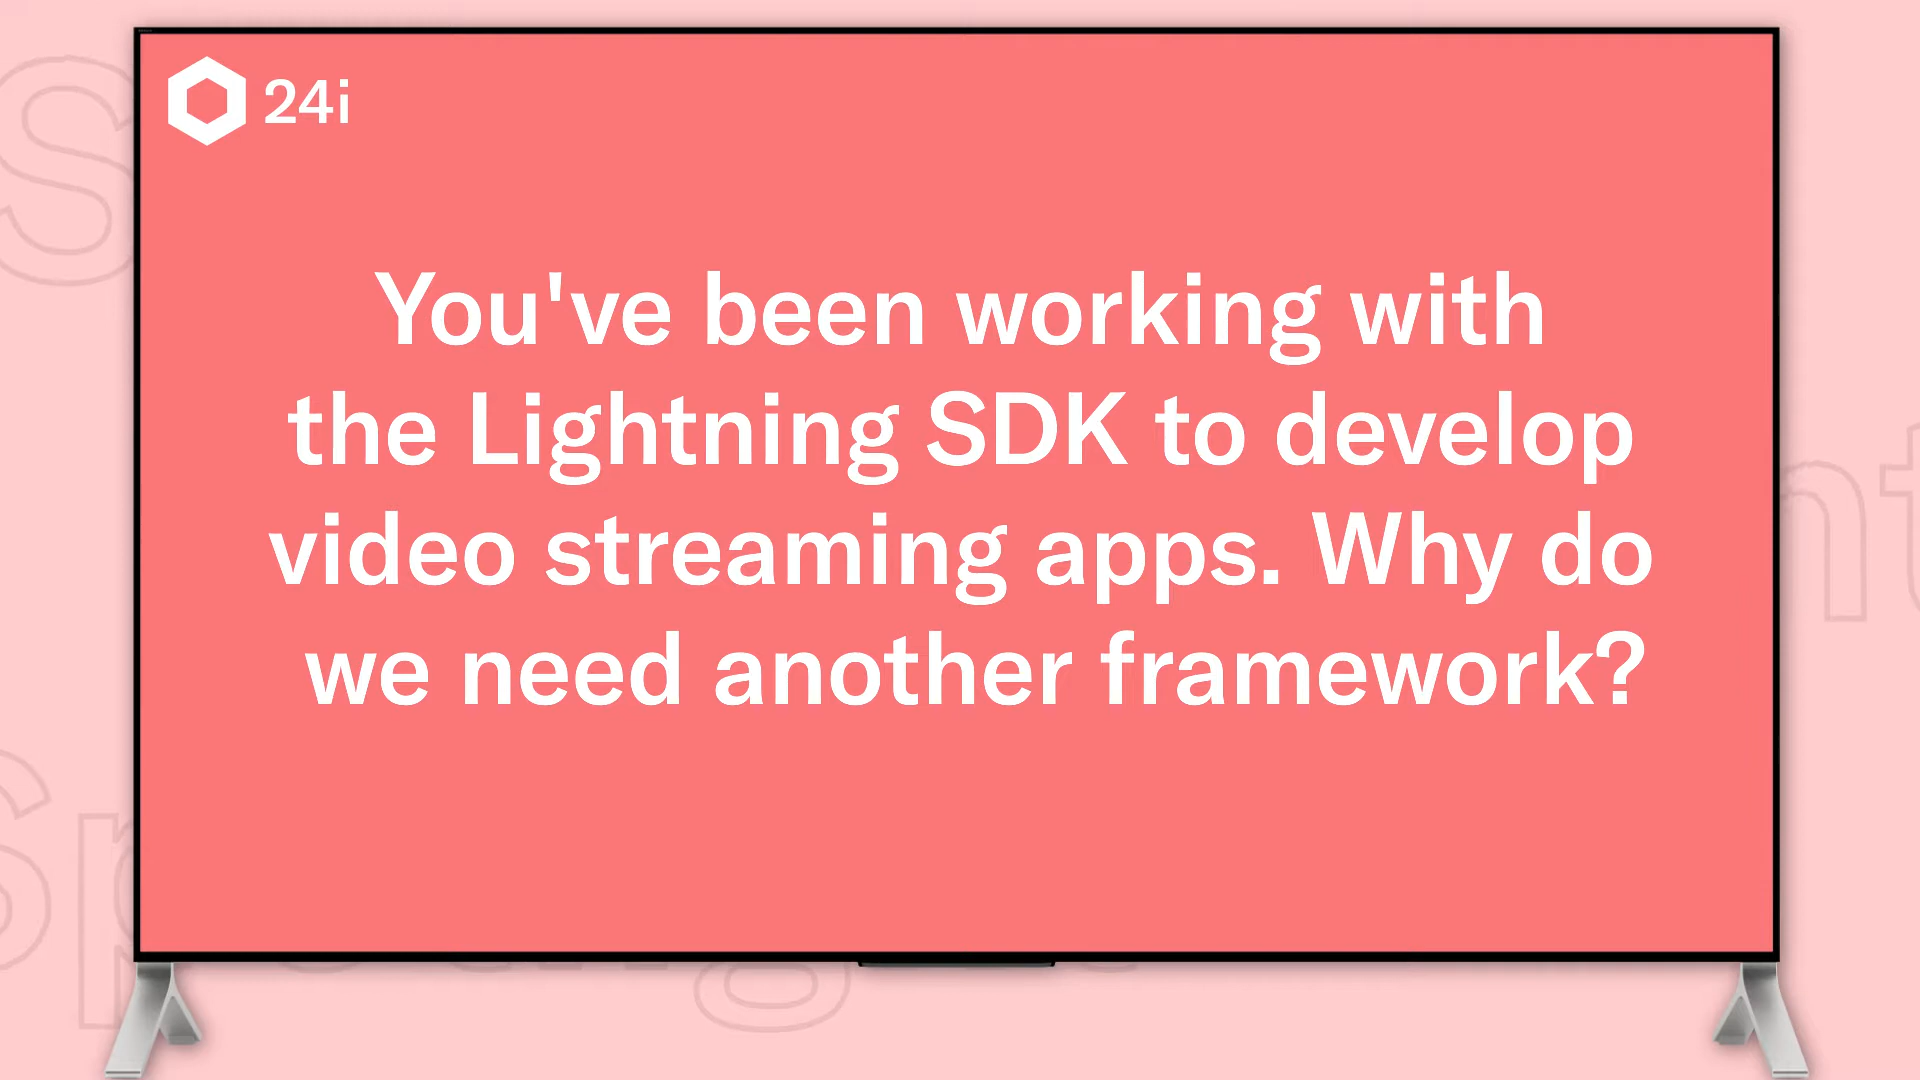 24i
You've been working with
the Lightning SDK to develop
video streaming apps. Why do
we need another framework?